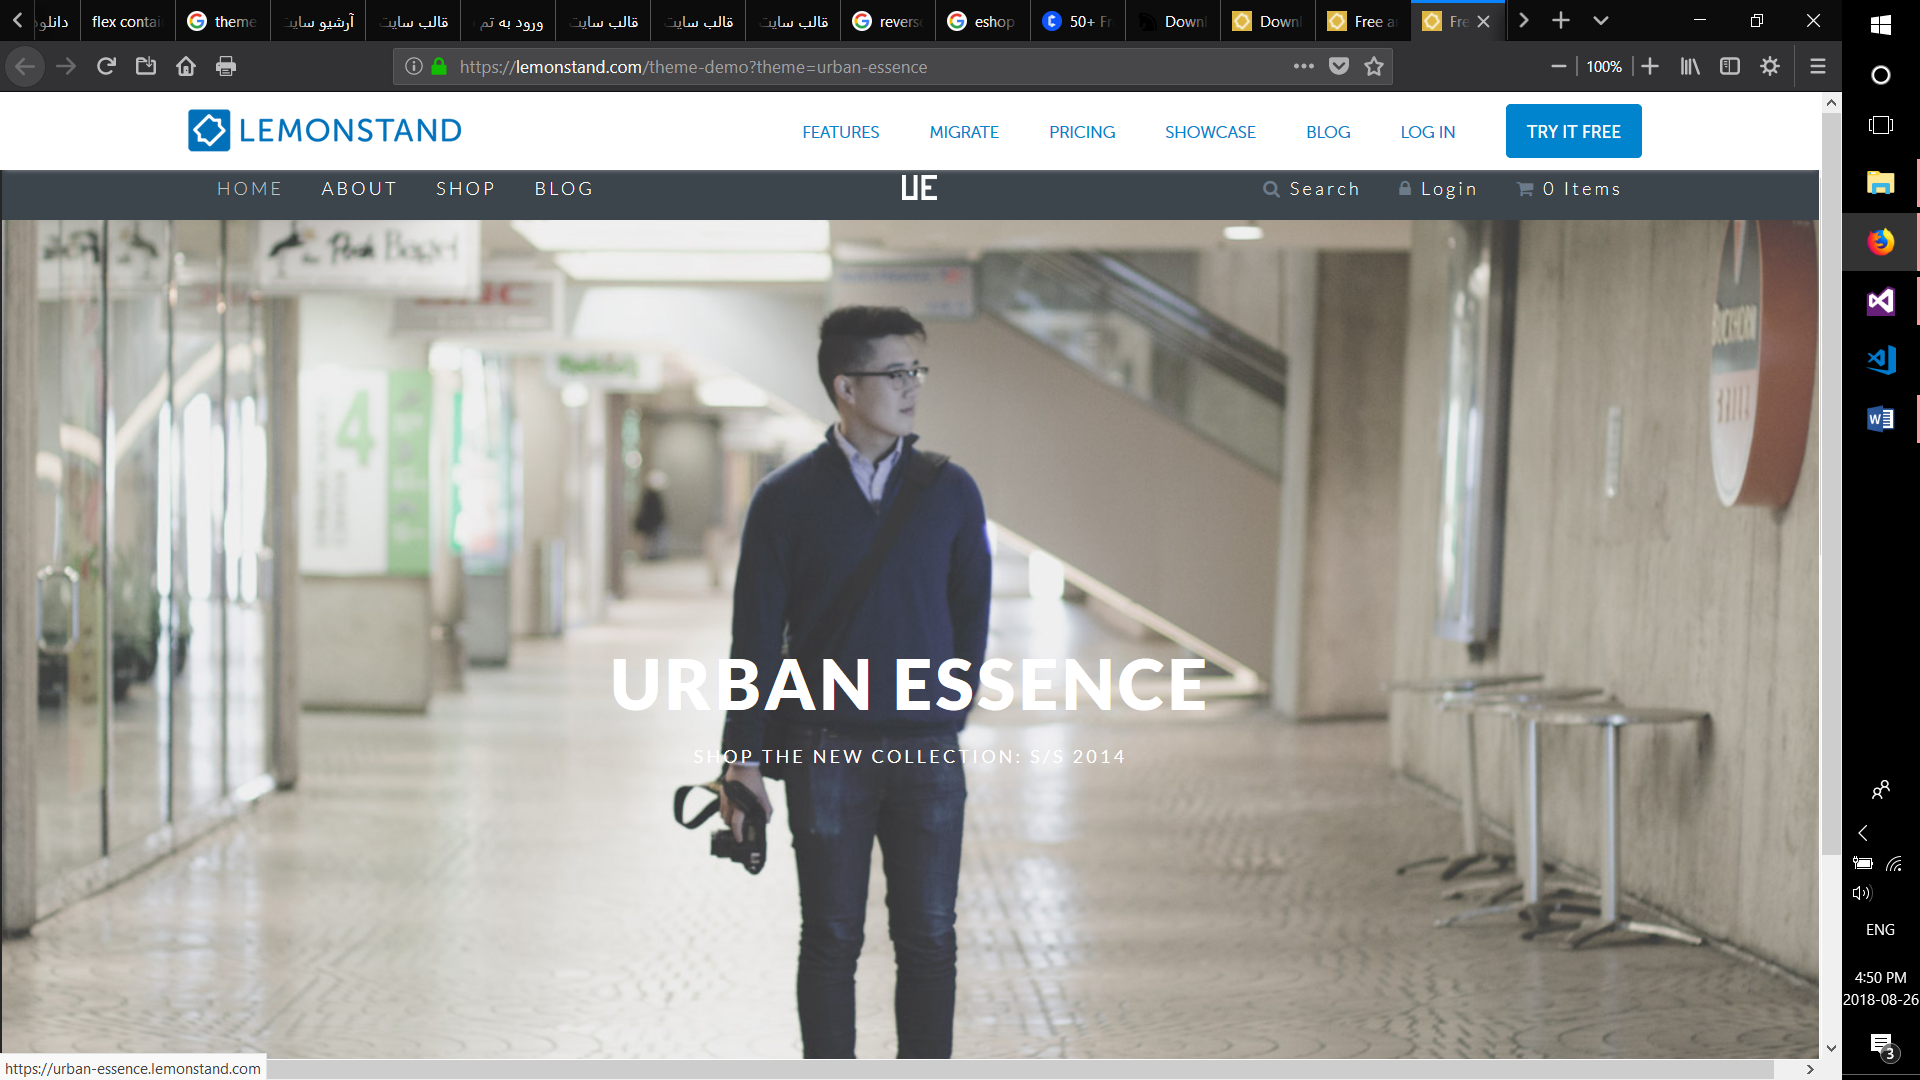 دانلود
flex contai
theme
آرشیو سایت
قالب سایت
ورود به تم
قالب سایت
قالب سایت
قالب سایت
revers
eshop
50+ Fr
Downl
Downl
Free a
Fre
https://lemonstand.com/theme-demo?theme=urban-essence
100%
LEMONSTAND
FEATURES
MIGRATE
PRICING
SHOWCASE
BLOG
LOG IN
TRY IT FREE
HOME
ABOUT
SHOP
BLOG
UE
Search
Login
0 Items
4
URBAN ESSENCE
SHOP THE NEW COLLECTION: S/S 2014
ENG
4:50 PM
2018-08-26
3
https://urban-essence.lemonstand.com